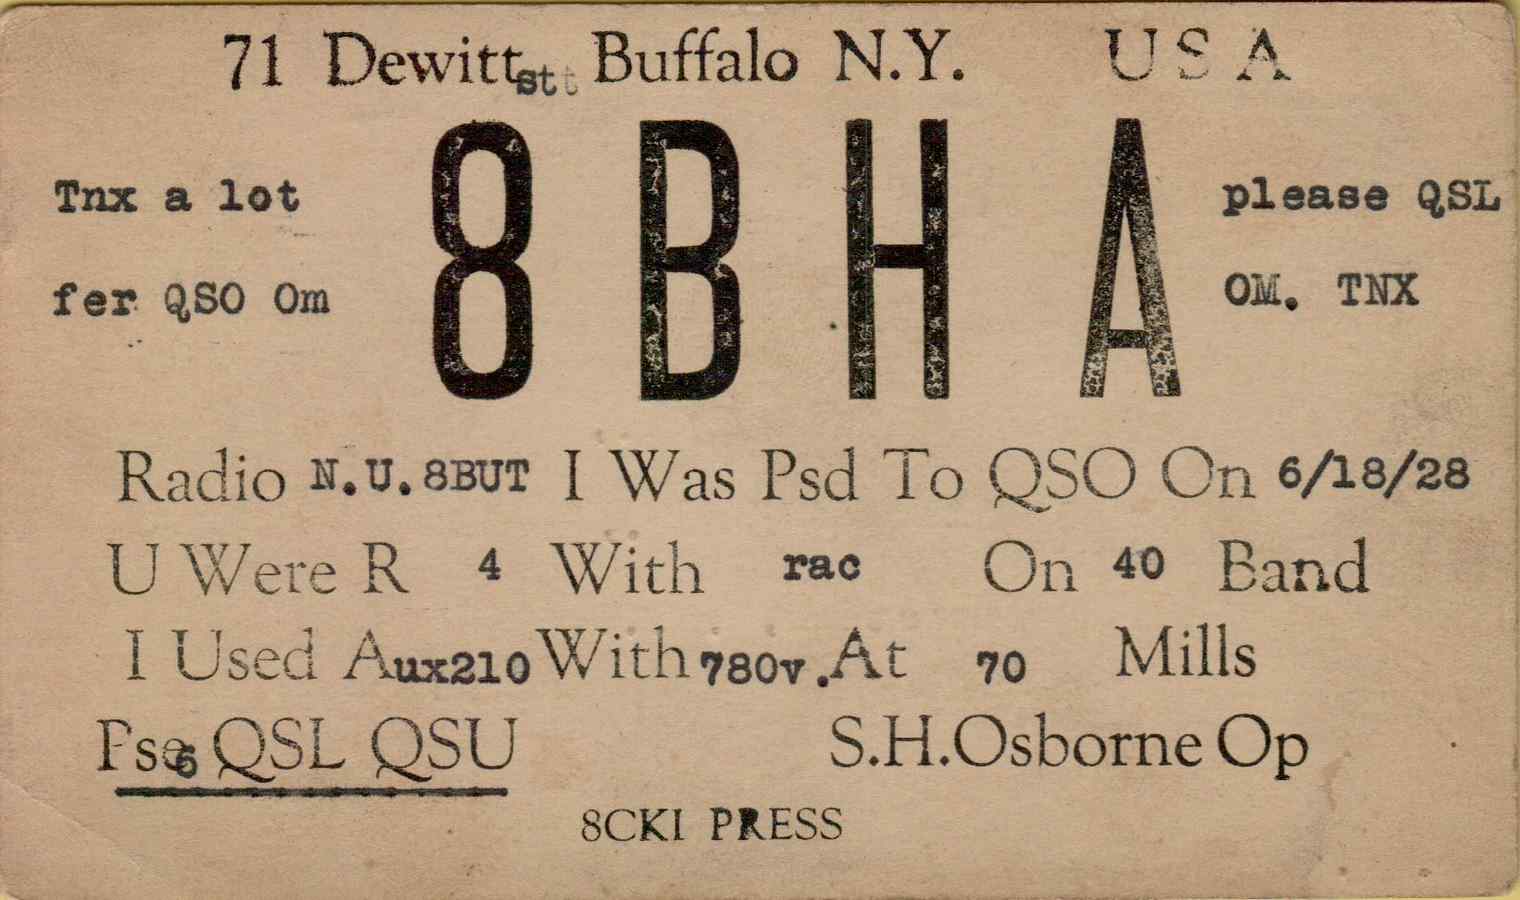 71 Dewitt st Buffalo N.Y. USA
8BHA
Tnx a lot
fer QSO Om
please QSL
OM. TNX
Radio N.U.8BUT I Was Psd To QSO On 6/18/28
U Were R 4 With rac On 40 Band
I Used Aux210 With 780v. At 70 Mills
Pse QSL QSU S.H.Osborne Op
8CKI PRESS